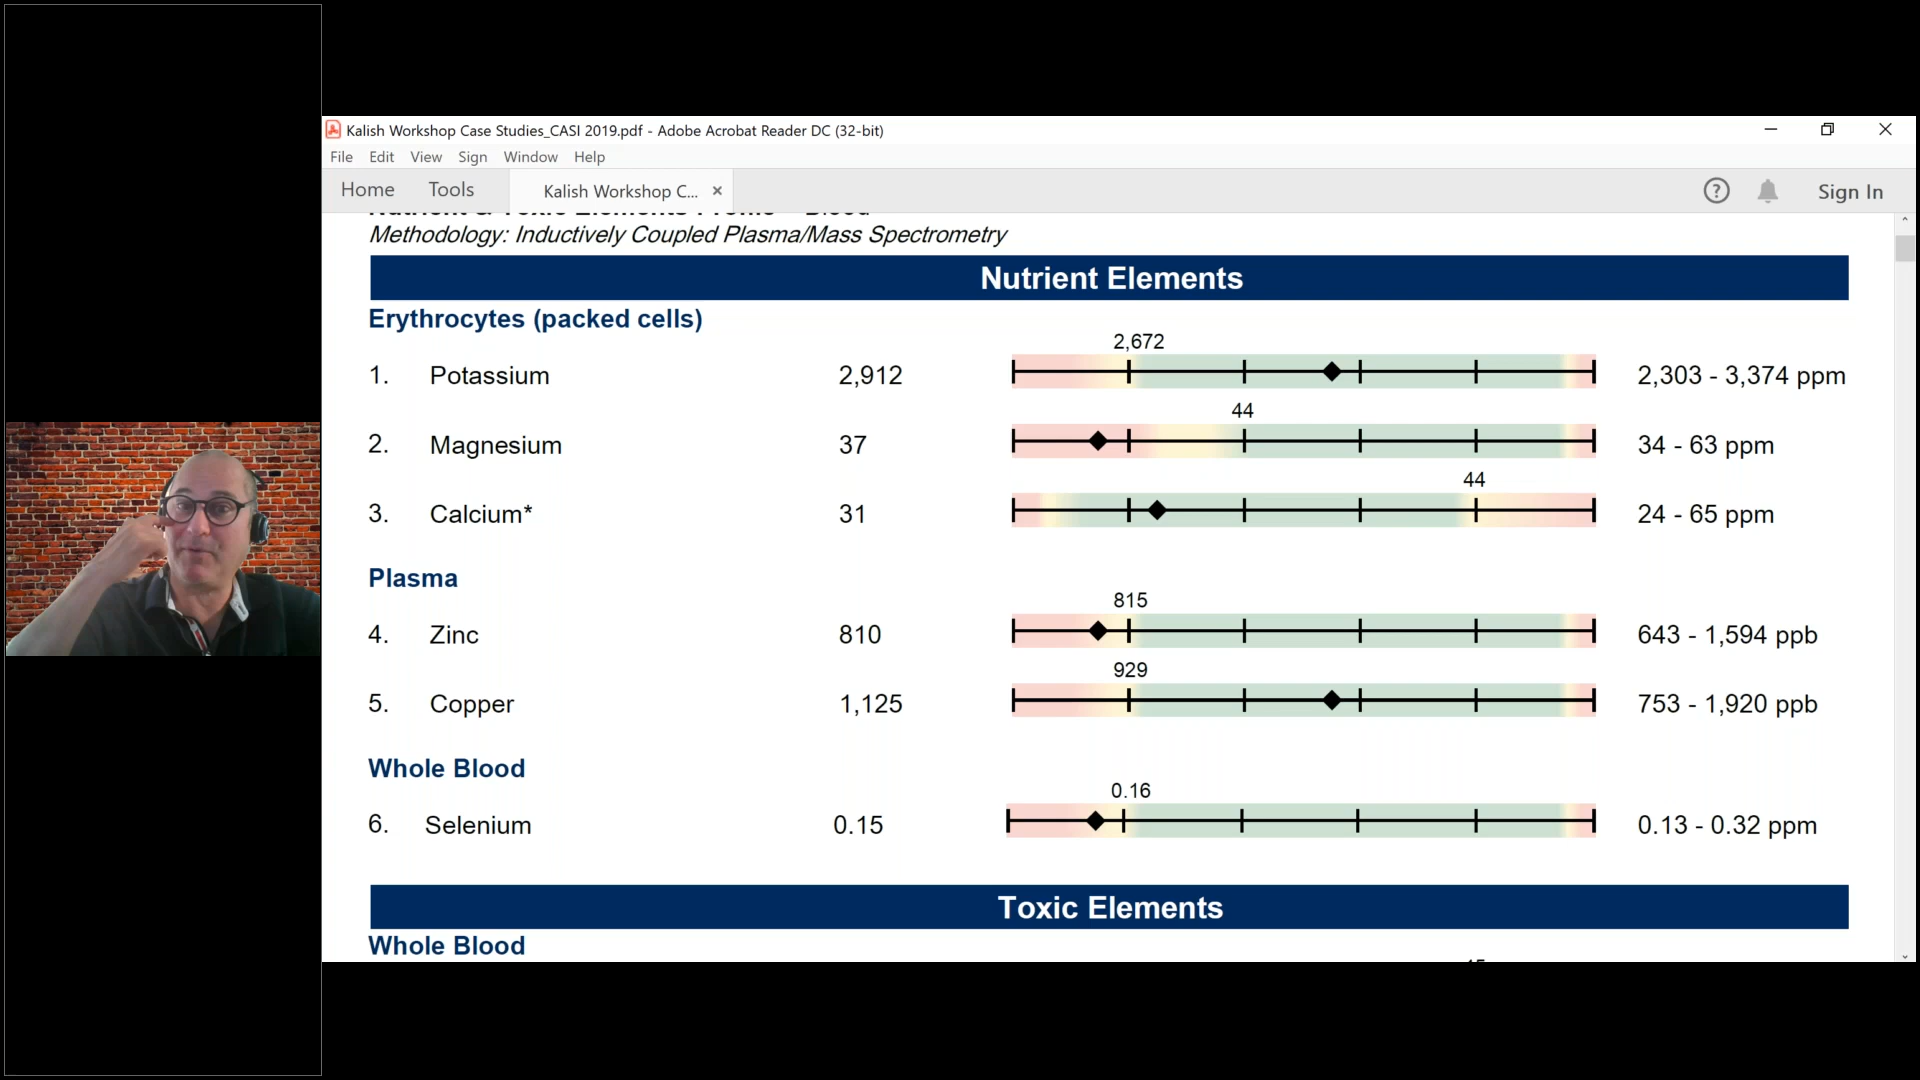 Kalish Workshop Case Studies_CASI 2019.pdf - Adobe Acrobat Reader DC (32-bit)
File Edit View Sign Window Help
Home Tools Kalish Workshop C... Sign In
Nutrient & Toxic Elements Profile - Blood
Methodology: Inductively Coupled Plasma/Mass Spectrometry
Nutrient Elements
Erythrocytes (packed cells)
2,672
1. Potassium 2,912 2,303 - 3,374 ppm
44
2. Magnesium 37 34 - 63 ppm
44
3. Calcium* 31 24 - 65 ppm
Plasma
815
4. Zinc 810 643 - 1,594 ppb
929
5. Copper 1,125 753 - 1,920 ppb
Whole Blood
0.16
6. Selenium 0.15 0.13 - 0.32 ppm
Toxic Elements
Whole Blood